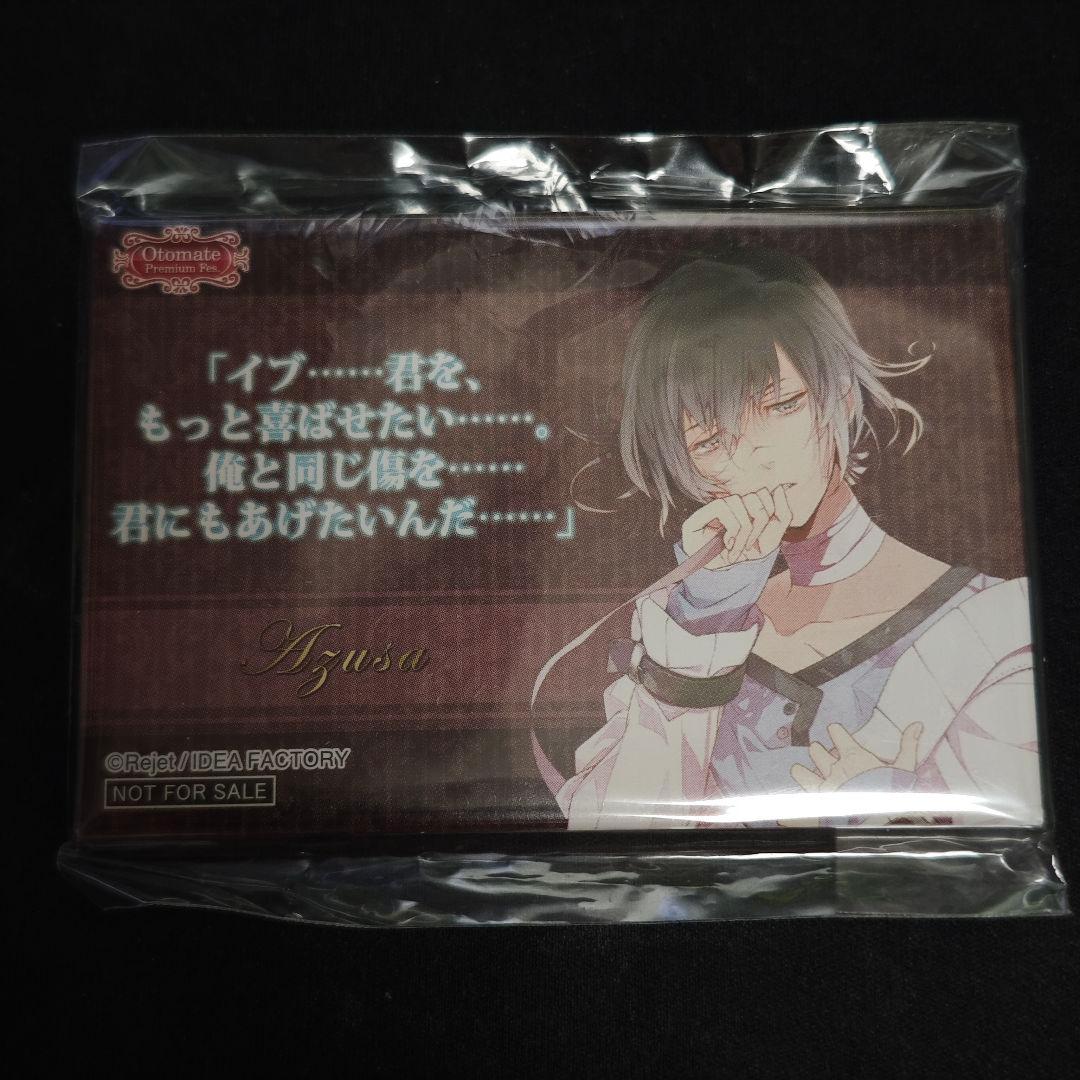 Otomate
Premium Fes.
「イブ……君を、
もっと喜ばせたい……。
俺と同じ傷を……
君にもあげたいんだ……」
Azusa
©Rejet / IDEA FACTORY
NOT FOR SALE